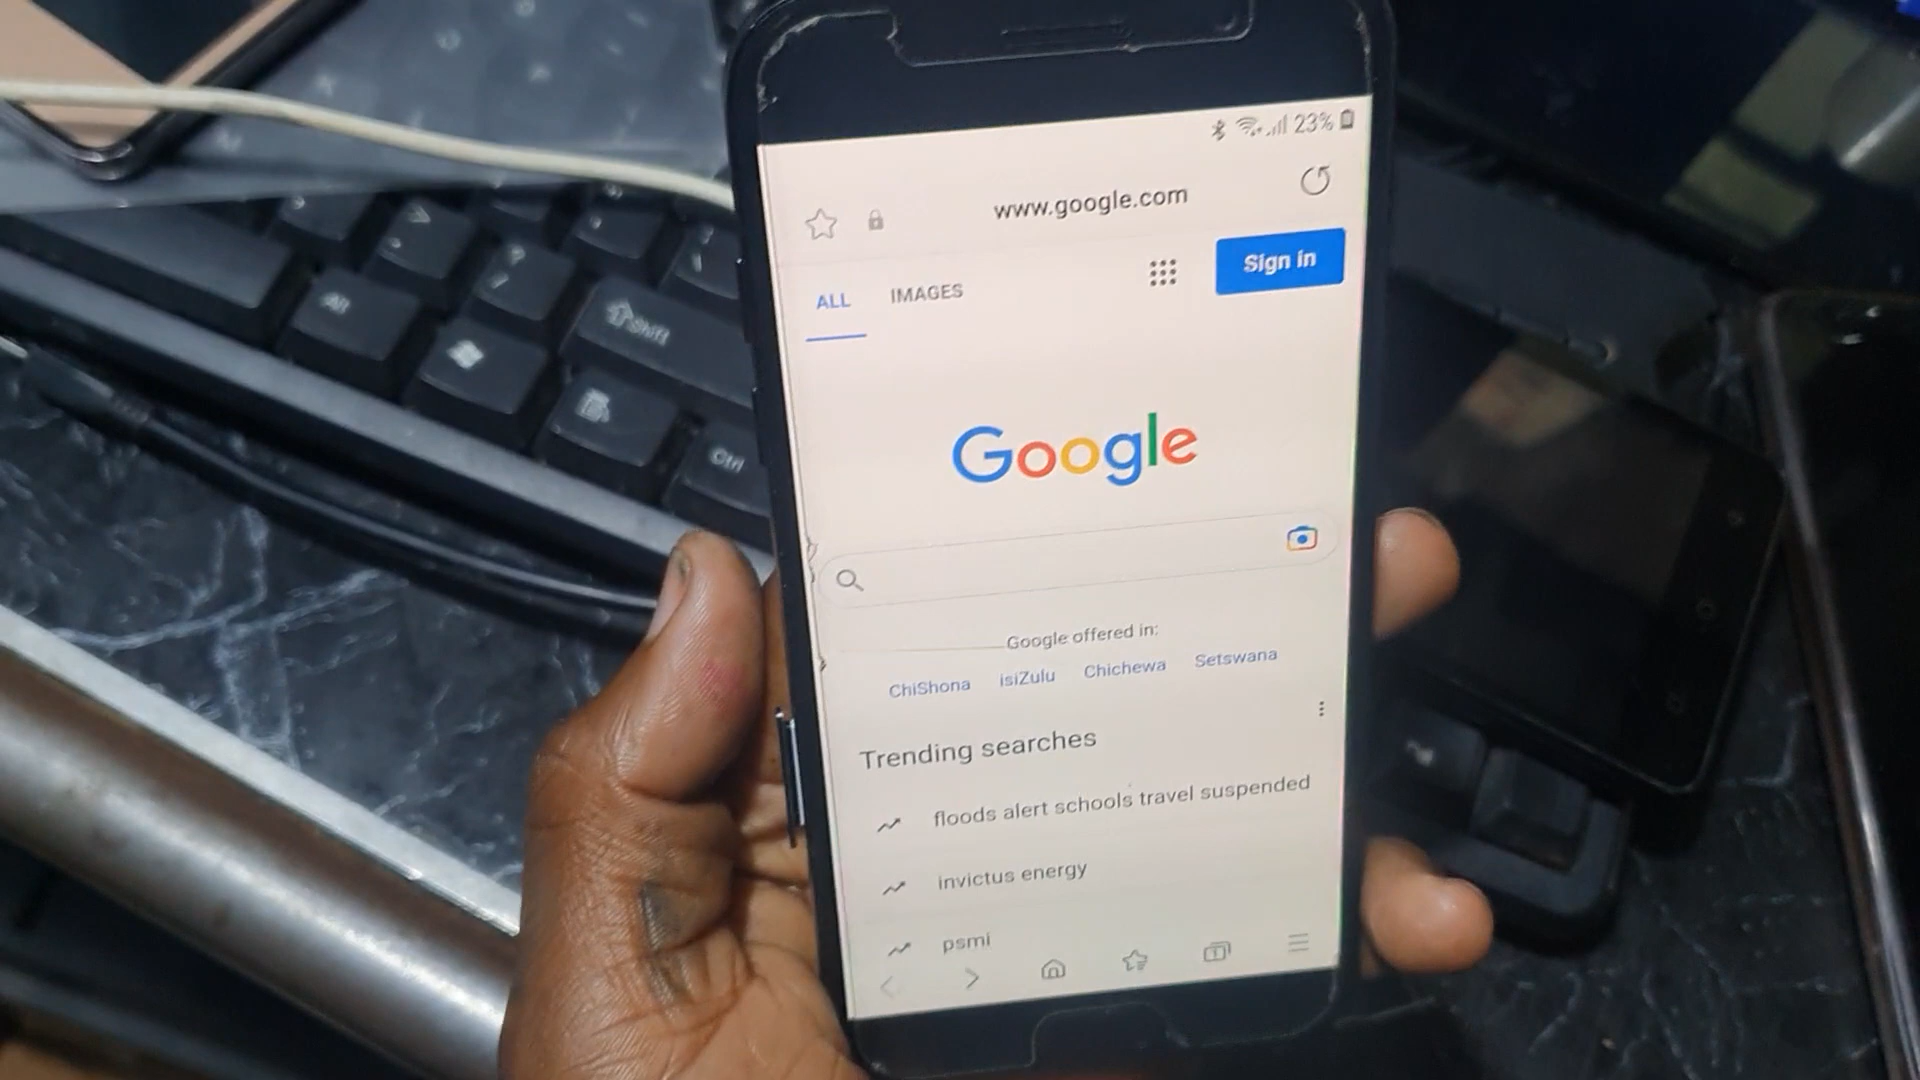 23%
www.google.com
Sign in
ALL IMAGES
Google
Google offered in:
ChiShona isiZulu Chichewa Setswana
Trending searches
floods alert schools travel suspended
invictus energy
psmi
1
Alt
Shift
Ctrl